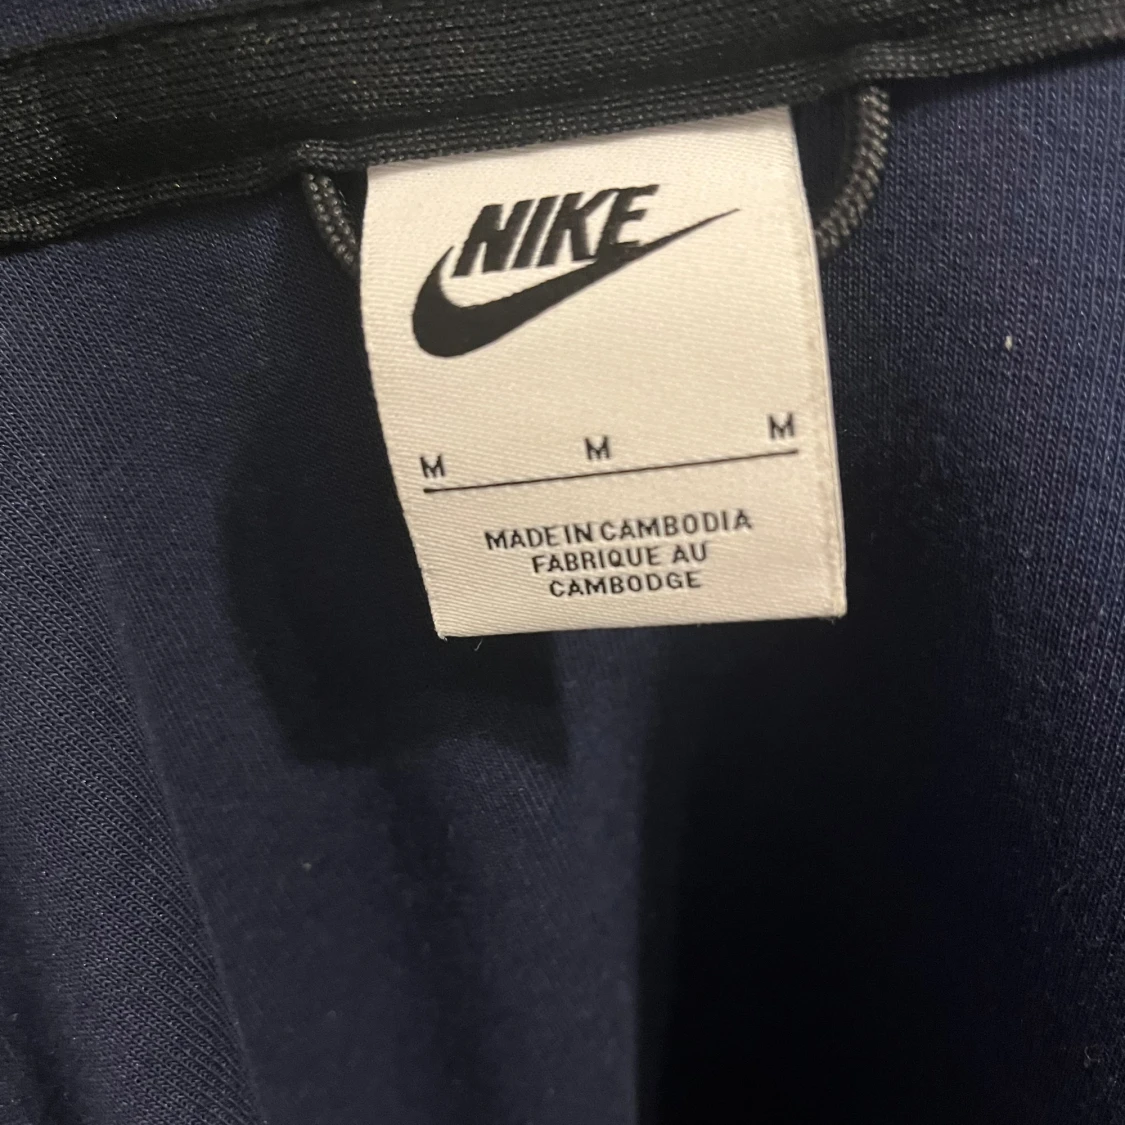 NIKE
M M M
MADE IN CAMBODIA
FABRIQUE AU
CAMBODGE